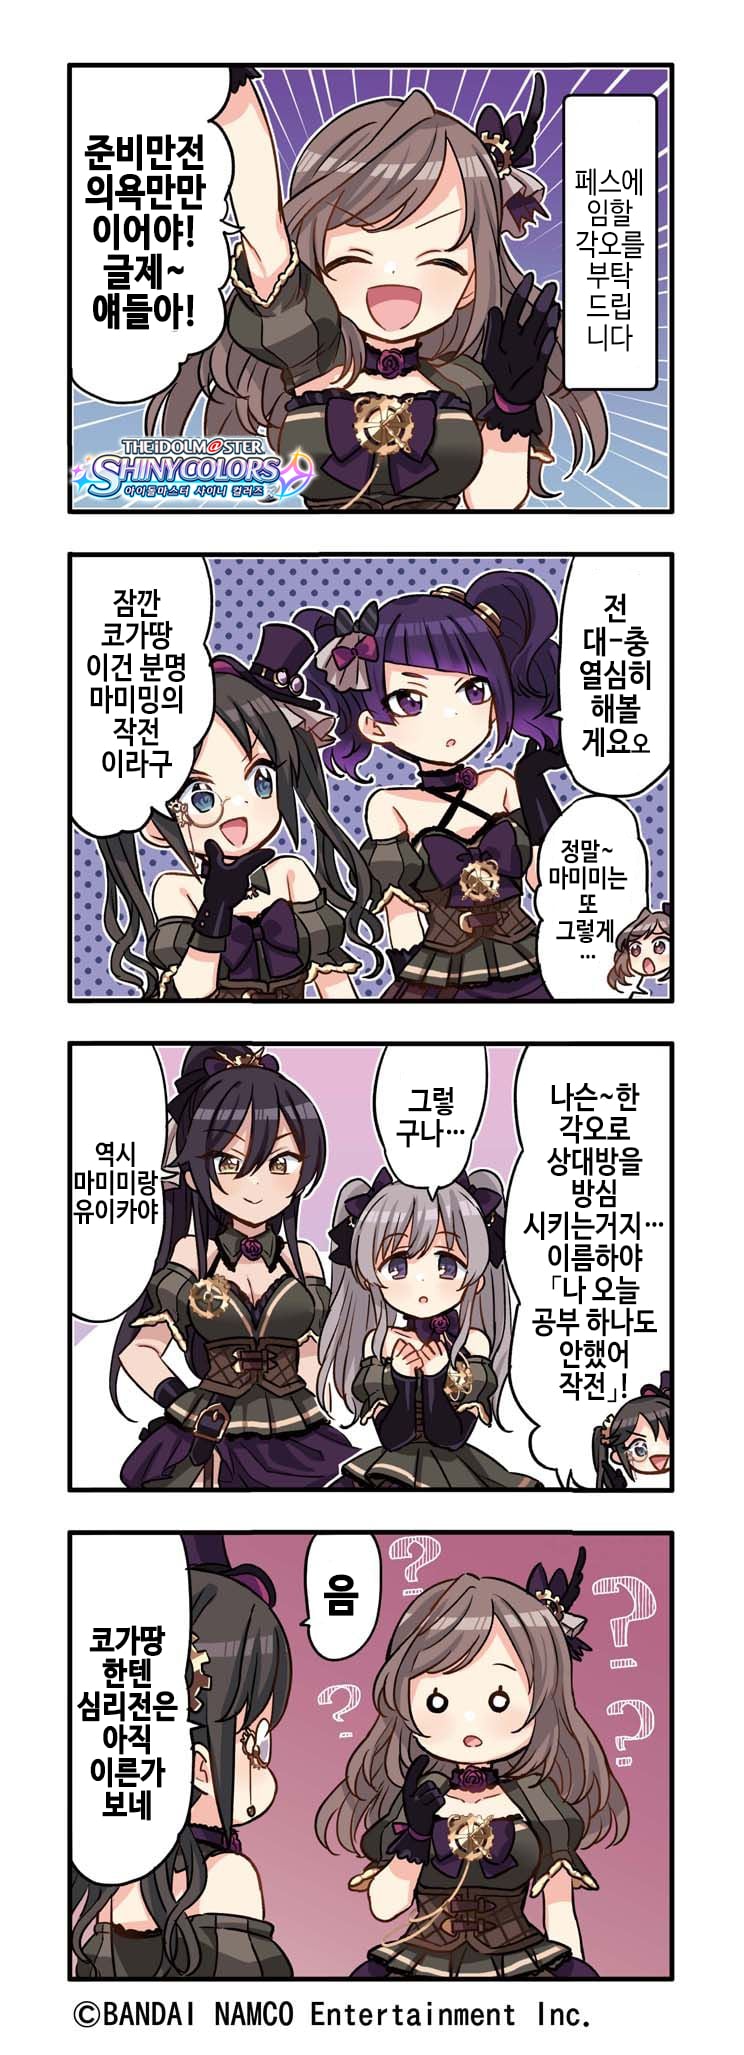 페스에
임할
각오를
부탁
드립
니다
준비만전
의욕만만
이어야!
글제~
얘들아!
THE iDOLM@STER
SHINY COLORS
아이돌마스터 샤이니 컬러즈
전
대-충
열심히
해볼
게요오
잠깐
코가땅
이건 분명
마미밍의
작전
이라구
정말~
마미미는
또
그렇게
…
나슨~한
각오로
상대방을
방심
시키는거지…
이름하야
「나 오늘
공부 하나도
안했어
작전」!
그렇
구나…
역시
마미미랑
유이카야
?
?
?
?
음
코가땅
한텐
심리전은
아직
이른가
보네
©BANDAI NAMCO Entertainment Inc.